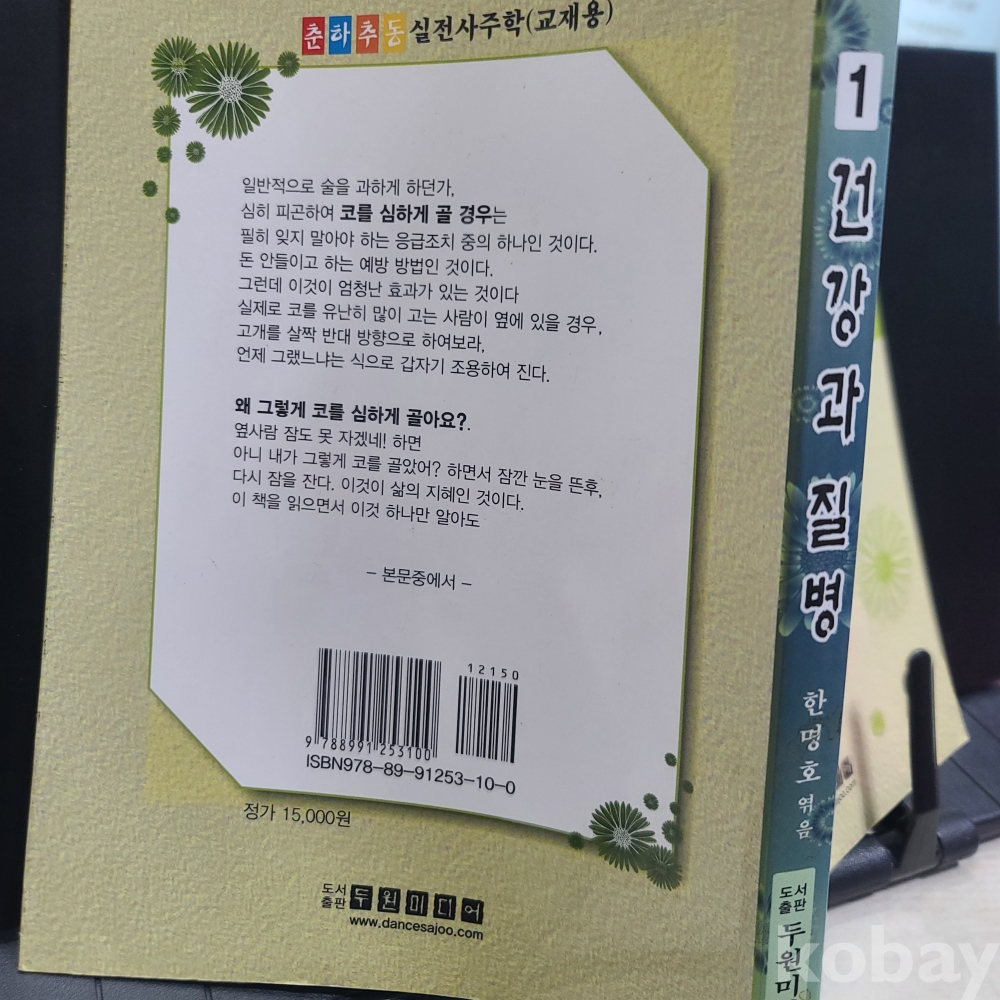 춘하추동 실전사주학(교재용)
일반적으로 술을 과하게 하던가,
심히 피곤하여 코를 심하게 골 경우는
필히 잊지 말아야 하는 응급조치 중의 하나인 것이다.
돈 안들이고 하는 예방 방법인 것이다.
그런데 이것이 엄청난 효과가 있는 것이다
실제로 코를 유난히 많이 고는 사람이 옆에 있을 경우,
고개를 살짝 반대 방향으로 하여보라,
언제 그랬느냐는 식으로 갑자기 조용하여 진다.
왜 그렇게 코를 심하게 골아요?.
옆사람 잠도 못 자겠네! 하면
아니 내가 그렇게 코를 골았어? 하면서 잠깐 눈을 뜬후,
다시 잠을 잔다. 이것이 삶의 지혜인 것이다.
이 책을 읽으면서 이것 하나만 알아도
– 본문중에서 –
12150
9 788991 253100
ISBN978-89-91253-10-0
정가 15,000원
도서출판 두원미디어
www.dancesajoo.com
1 건강과 질병
한명호 엮음
도서출판 두원미
kobay